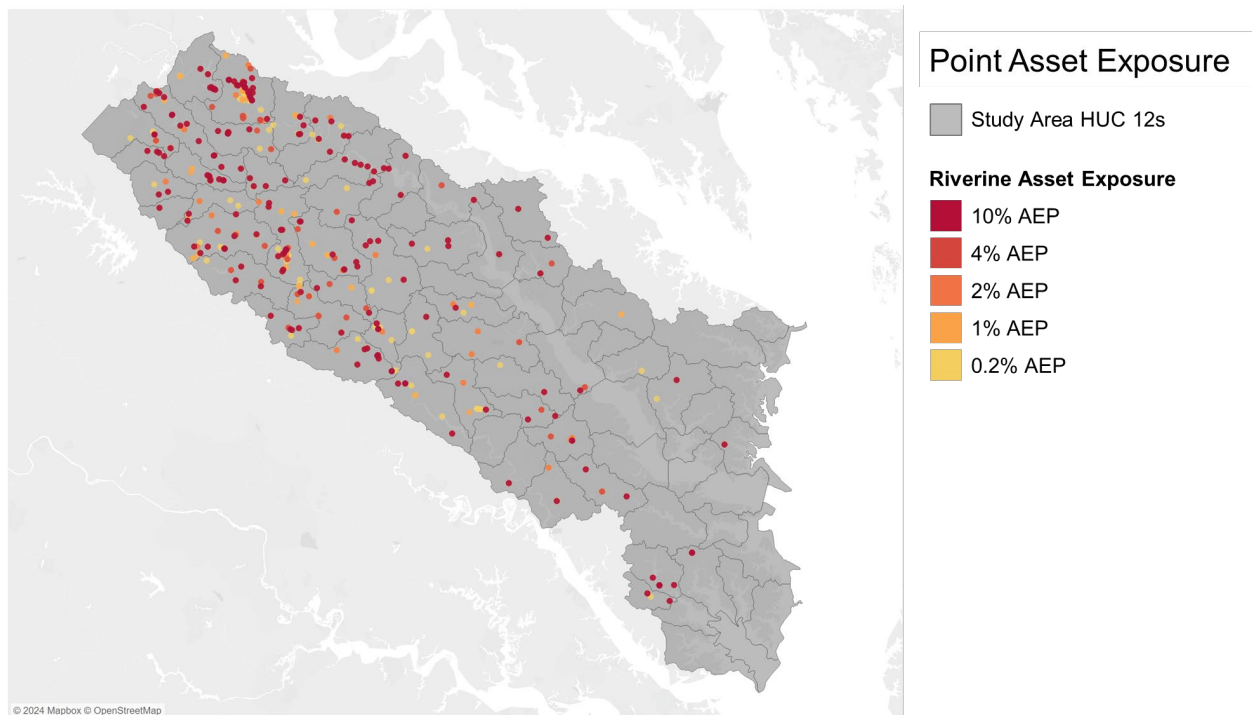 Point Asset Exposure
Study Area HUC 12s
Riverine Asset Exposure
10% AEP
4% AEP
2% AEP
1% AEP
0.2% AEP
© 2024 Mapbox © OpenStreetMap